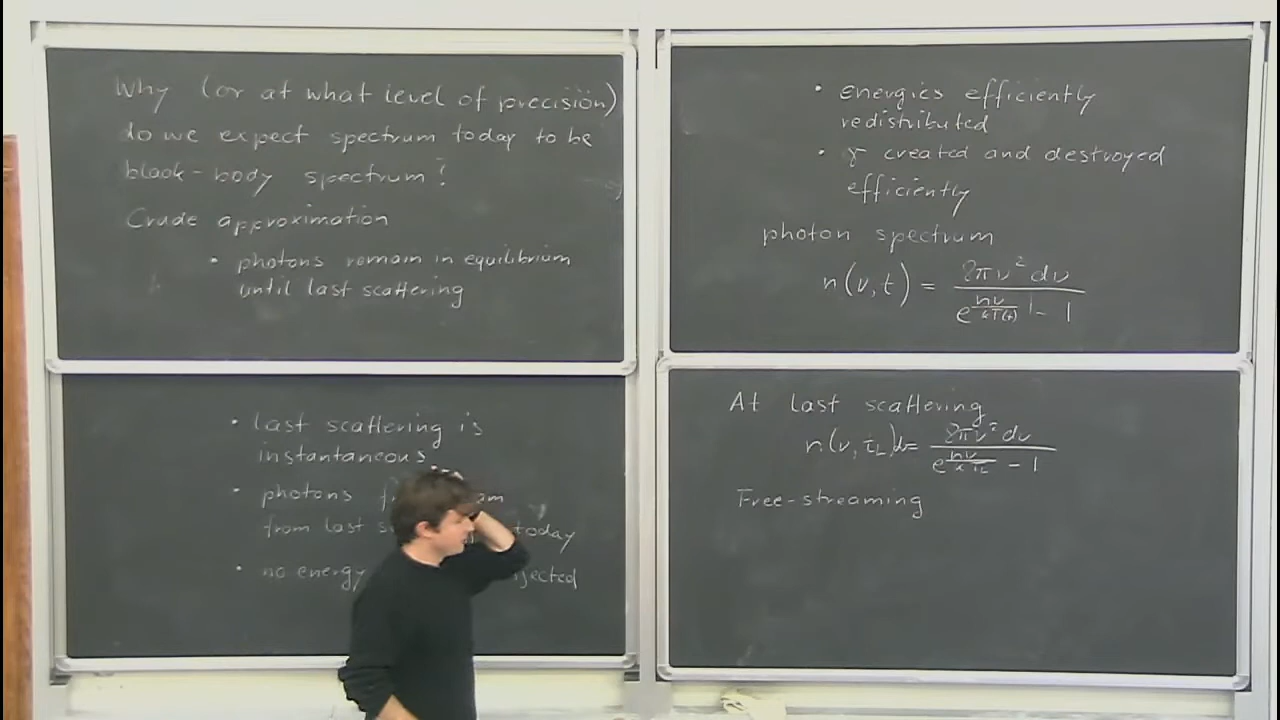 Why (or at what level of precision)
do we expect spectrum today to be
black-body spectrum?
Crude approximation
• photons remain in equilibrium
until last scattering
• last scattering is
instantaneous
• photons
from last today
• no energy
• energies efficiently
redistributed
• γ created and destroyed
efficiently
photon spectrum
n(ν,t) = 8πν² dν / (e^(hν/kT(t)) - 1)
At last scattering
n(ν,t_L)dν = 8πν² dν / (e^(hν/kT_L) - 1)
Free-streaming